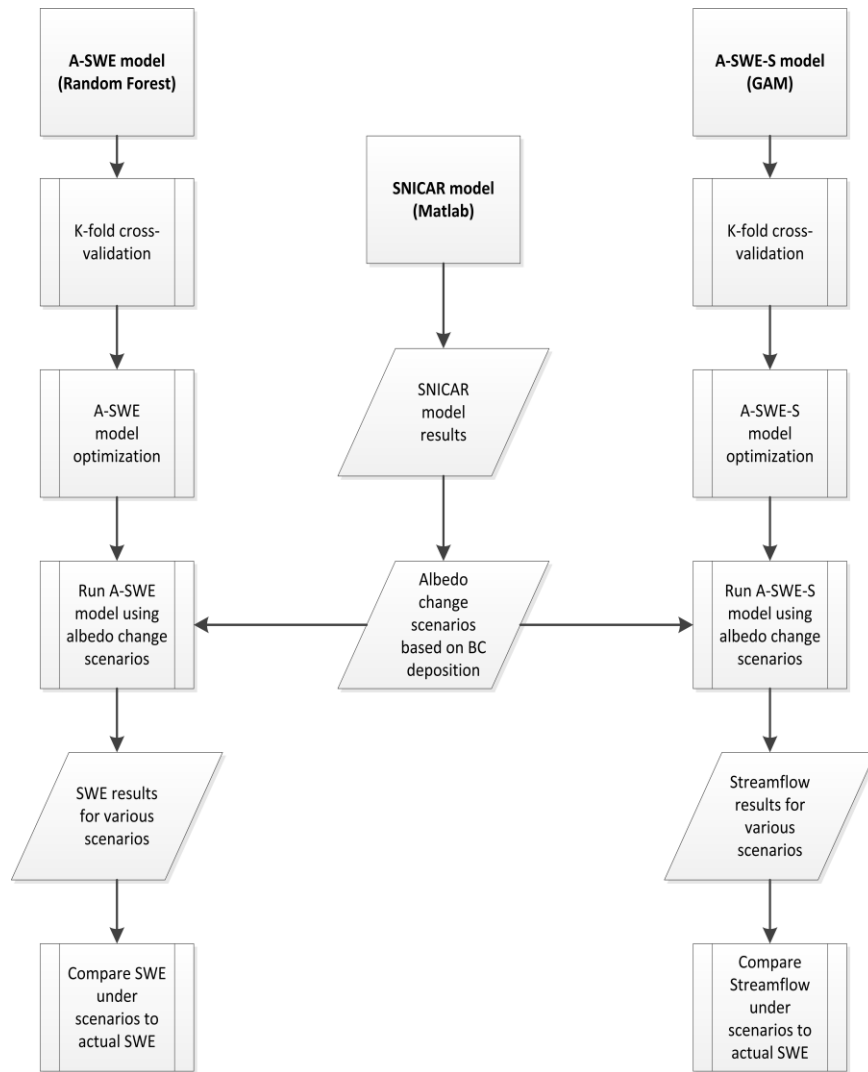 A-SWE model
(Random Forest)
K-fold cross-
validation
A-SWE
model
optimization
Run A-SWE
model using
albedo change
scenarios
SWE results
for various
scenarios
Compare SWE
under
scenarios to
actual SWE
SNICAR model
(Matlab)
SNICAR
model
results
Albedo
change
scenarios
based on BC
deposition
A-SWE-S model
(GAM)
K-fold cross-
validation
A-SWE-S
model
optimization
Run A-SWE-S
model using
albedo change
scenarios
Streamflow
results for
various
scenarios
Compare
Streamflow
under
scenarios to
actual SWE